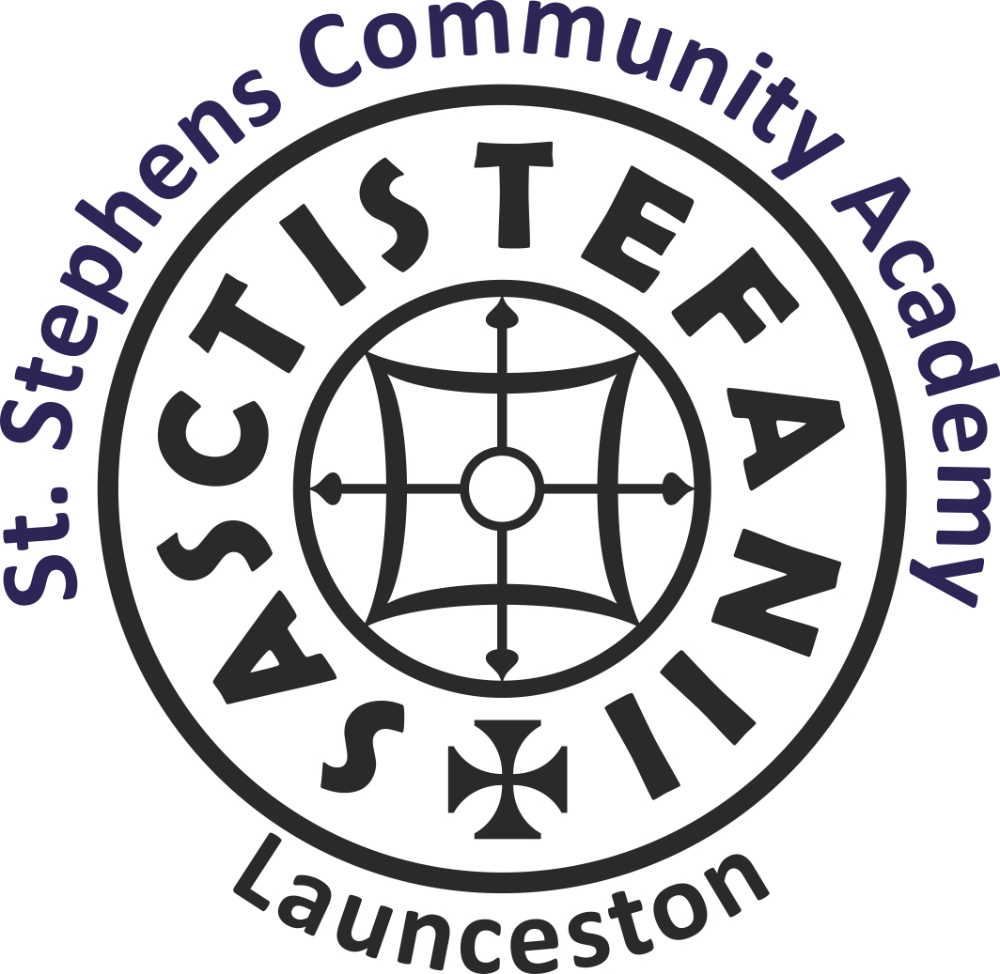 St. Stephens Community Academy
SASCTISTEFANII
Launceston